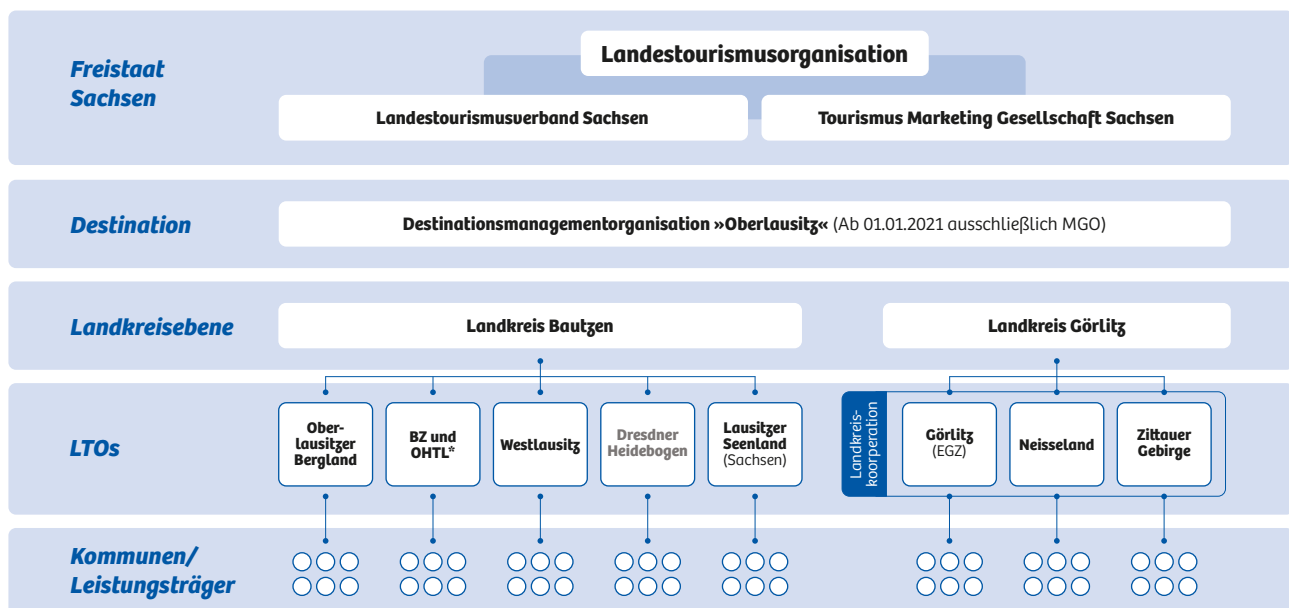 Freistaat
Sachsen
Landestourismusorganisation
Landestourismusverband Sachsen
Tourismus Marketing Gesellschaft Sachsen
Destination
Destinationsmanagementorganisation »Oberlausitz« (Ab 01.01.2021 ausschließlich MGO)
Landkreisebene
Landkreis Bautzen
Landkreis Görlitz
LTOs
Ober-
lausitzer
Bergland
BZ und
OHTL*
Westlausitz
Dresdner
Heidebogen
Lausitzer
Seenland
(Sachsen)
Landkreis-
koorperation
Görlitz
(EGZ)
Neisseland
Zittauer
Gebirge
Kommunen/
Leistungsträger